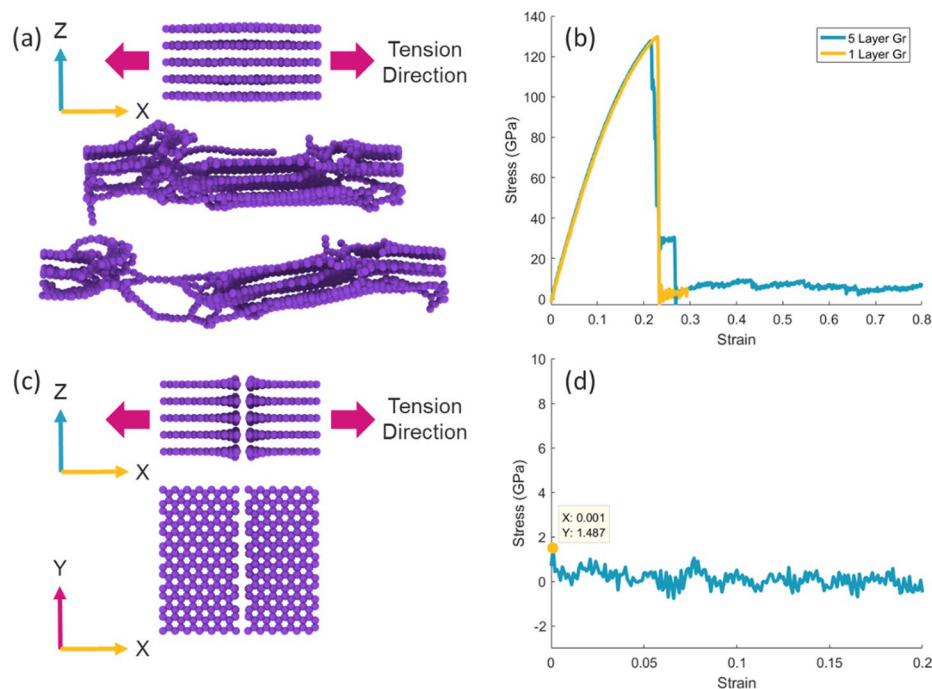 (a)
Z
X
Tension
Direction
(b)
Stress (GPa)
140
120
100
80
60
40
20
0
0
0.1
0.2
0.3
0.4
0.5
0.6
0.7
0.8
Strain
5 Layer Gr
1 Layer Gr
(c)
Z
X
Tension
Direction
Y
X
(d)
Stress (GPa)
10
8
6
4
2
0
-2
X: 0.001
Y: 1.487
0
0.05
0.1
0.15
0.2
Strain